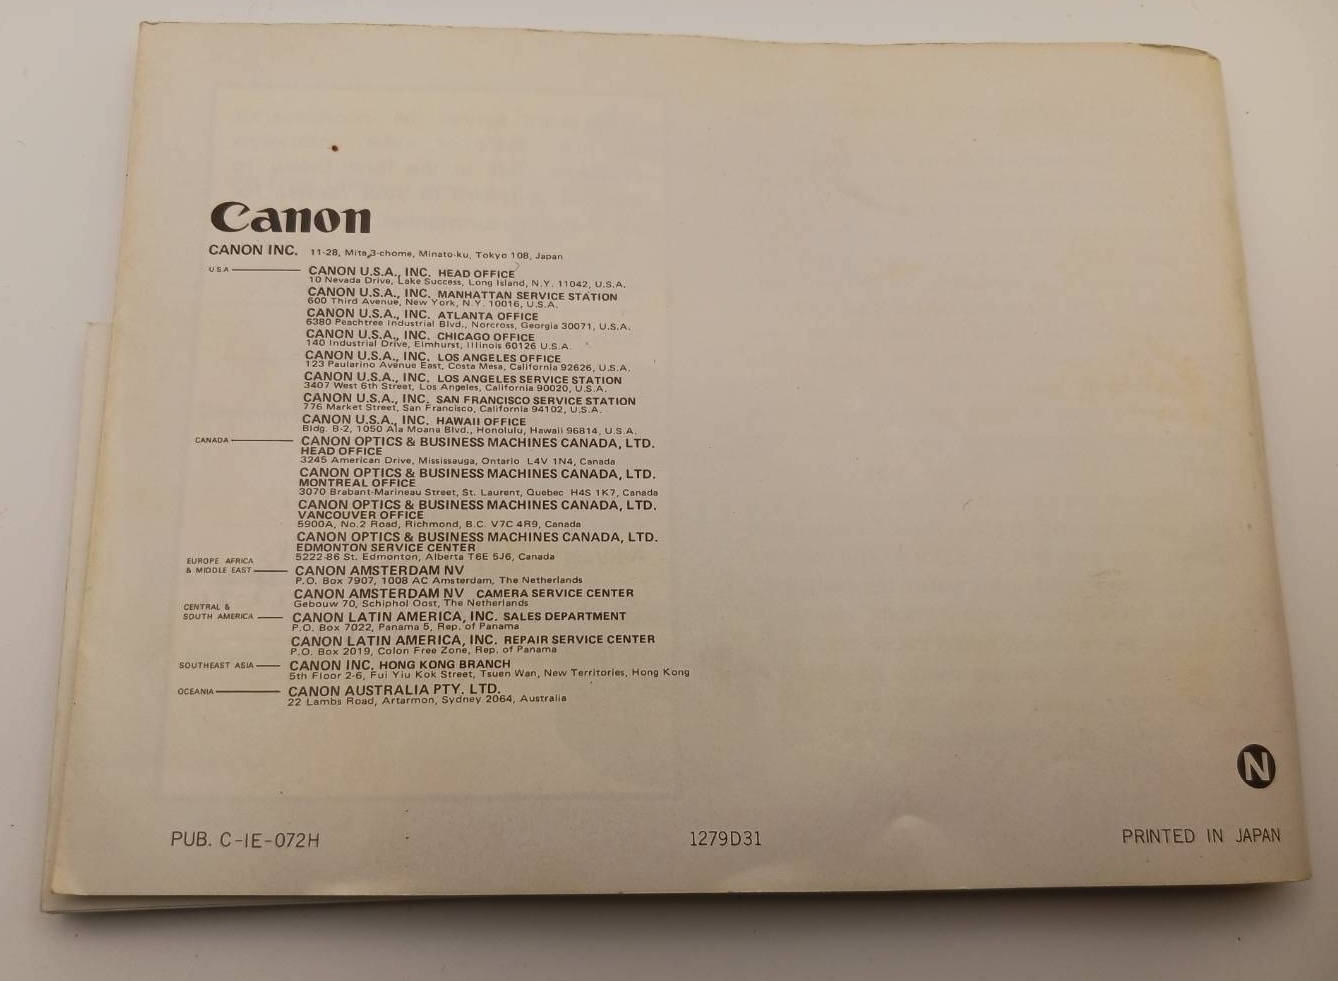 Canon
CANON INC. 11-28, Mita 3-chome, Minato-ku, Tokyo 108, Japan
U.S.A CANON U.S.A., INC. HEAD OFFICE
10 Nevada Drive, Lake Success, Long Island, N.Y. 11042, U.S.A.
CANON U.S.A., INC. MANHATTAN SERVICE STATION
600 Third Avenue, New York, N.Y. 10016, U.S.A.
CANON U.S.A., INC. ATLANTA OFFICE
6380 Peachtree Industrial Blvd., Norcross, Georgia 30071, U.S.A.
CANON U.S.A., INC. CHICAGO OFFICE
140 Industrial Drive, Elmhurst, Illinois 60126 U.S.A.
CANON U.S.A., INC. LOS ANGELES OFFICE
123 Paularino Avenue East, Costa Mesa, California 92626, U.S.A.
CANON U.S.A., INC. LOS ANGELES SERVICE STATION
3407 West 6th Street, Los Angeles, California 90020, U.S.A.
CANON U.S.A., INC. SAN FRANCISCO SERVICE STATION
776 Market Street, San Francisco, California 94102, U.S.A.
CANON U.S.A., INC. HAWAII OFFICE
Bldg. B-2, 1050 Ala Moana Blvd., Honolulu, Hawaii 96814, U.S.A.
CANADA CANON OPTICS & BUSINESS MACHINES CANADA, LTD.
HEAD OFFICE
3245 American Drive, Mississauga, Ontario L4V 1N4, Canada
CANON OPTICS & BUSINESS MACHINES CANADA, LTD.
MONTREAL OFFICE
3070 Brabant-Marineau Street, St. Laurent, Quebec H4S 1K7, Canada
CANON OPTICS & BUSINESS MACHINES CANADA, LTD.
VANCOUVER OFFICE
5900A, No.2 Road, Richmond, B.C. V7C 4R9, Canada
CANON OPTICS & BUSINESS MACHINES CANADA, LTD.
EDMONTON SERVICE CENTER
5222-86 St. Edmonton, Alberta T6E 5J6, Canada
EUROPE AFRICA
& MIDDLE EAST CANON AMSTERDAM NV
P.O. Box 7907, 1008 AC Amsterdam, The Netherlands
CANON AMSTERDAM NV CAMERA SERVICE CENTER
Gebouw 70, Schiphol Oost, The Netherlands
CENTRAL &
SOUTH AMERICA CANON LATIN AMERICA, INC. SALES DEPARTMENT
P.O. Box 7022, Panama 5, Rep. of Panama
CANON LATIN AMERICA, INC. REPAIR SERVICE CENTER
P.O. Box 2019, Colon Free Zone, Rep. of Panama
SOUTHEAST ASIA CANON INC. HONG KONG BRANCH
5th Floor 2-6, Fui Yiu Kok Street, Tsuen Wan, New Territories, Hong Kong
OCEANIA CANON AUSTRALIA PTY. LTD.
22 Lambs Road, Artarmon, Sydney 2064, Australia
N
PUB. C-IE-072H 1279D31 PRINTED IN JAPAN